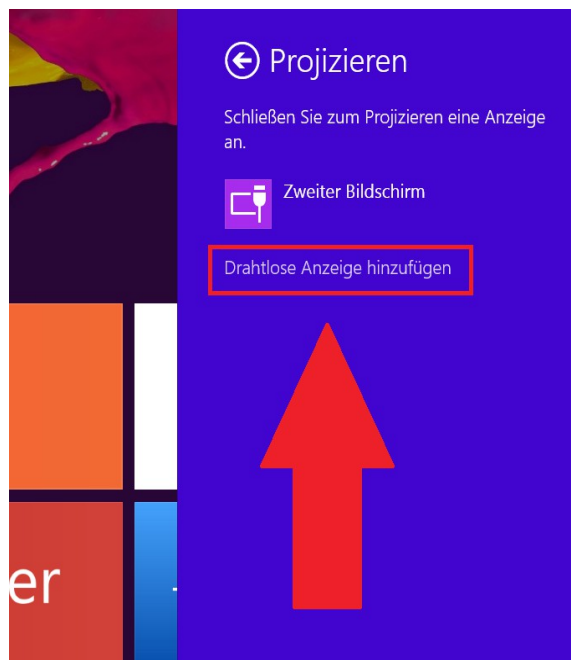 Projizieren
Schließen Sie zum Projizieren eine Anzeige
an.
Zweiter Bildschirm
Drahtlose Anzeige hinzufügen
er